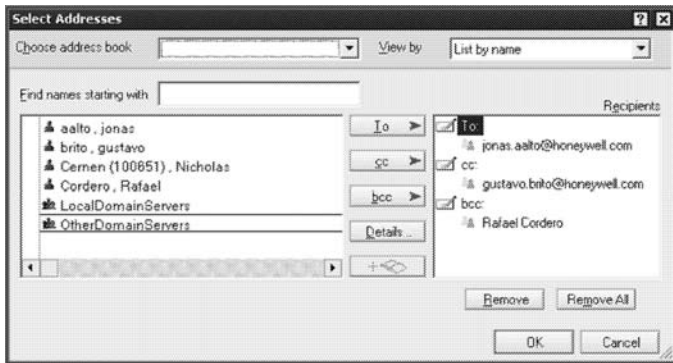 Select Addresses
Choose address book
View by
List by name
Find names starting with
Recipients
aalto , jonas
brito , gustavo
Cernen (100651) , Nicholas
Cordero , Rafael
LocalDomainServers
OtherDomainServers
To
cc
bcc
Details ..
To:
jonas.aalto@honeywell.com
cc:
gustavo.brito@honeywell.com
bcc:
Rafael Cordero
Remove
Remove All
OK
Cancel